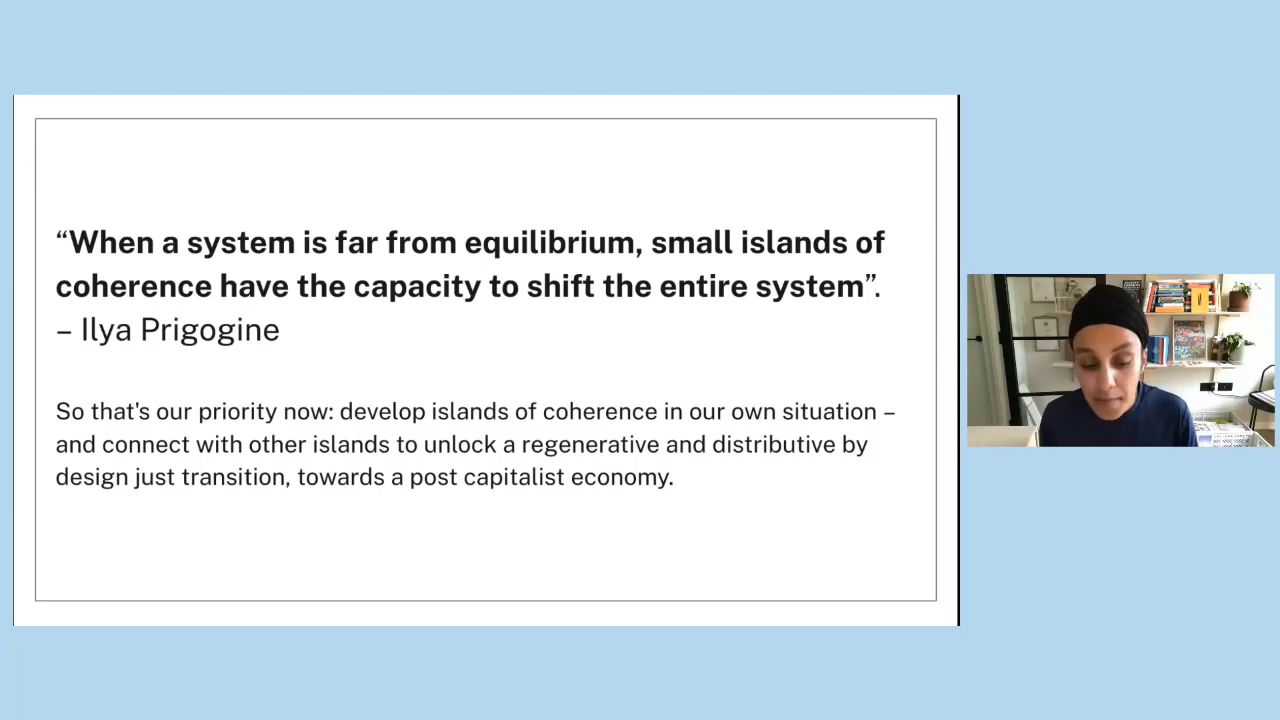 “When a system is far from equilibrium, small islands of
coherence have the capacity to shift the entire system”.
– Ilya Prigogine
So that's our priority now: develop islands of coherence in our own situation –
and connect with other islands to unlock a regenerative and distributive by
design just transition, towards a post capitalist economy.